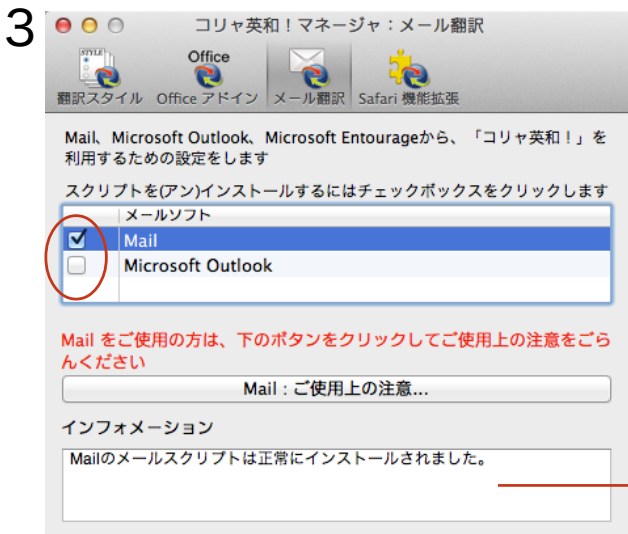 3
コリャ英和！マネージャ：メール翻訳
STYLE
Office
翻訳スタイル Office アドイン メール翻訳 Safari 機能拡張
Mail、Microsoft Outlook、Microsoft Entourageから、「コリャ英和！」を
利用するための設定をします
スクリプトを(アン)インストールするにはチェックボックスをクリックします
メールソフト
Mail
Microsoft Outlook
Mail をご使用の方は、下のボタンをクリックしてご使用上の注意をごら
んください
Mail : ご使用上の注意...
インフォメーション
Mailのメールスクリプトは正常にインストールされました。